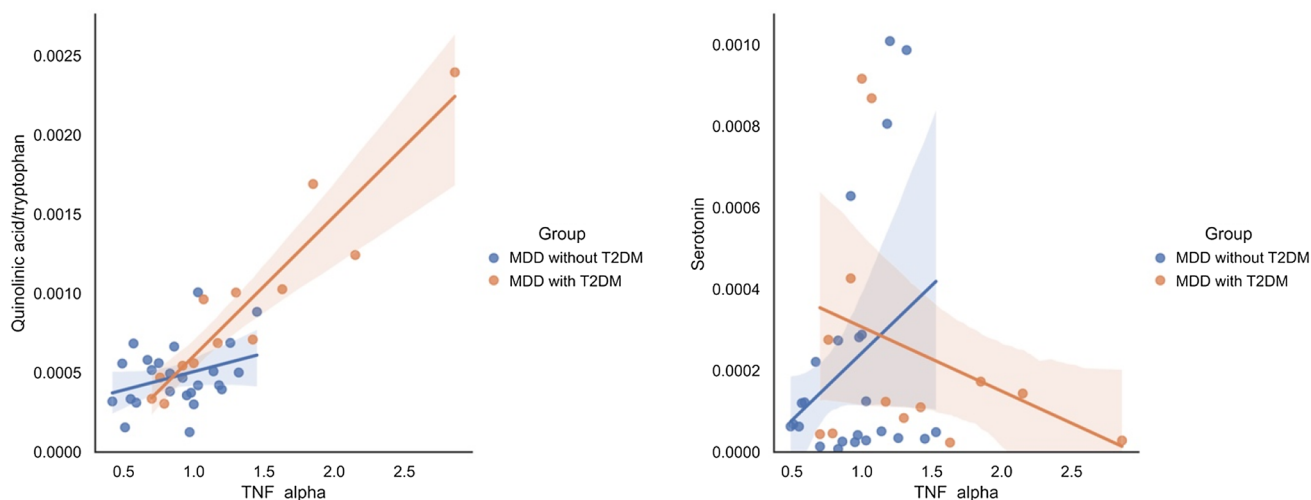 Quinolinic acid/tryptophan
0.0025
0.0020
0.0015
0.0010
0.0005
0.0000
0.5 1.0 1.5 2.0 2.5
TNF alpha
Group
MDD without T2DM
MDD with T2DM
Serotonin
0.0010
0.0008
0.0006
0.0004
0.0002
0.0000
0.5 1.0 1.5 2.0 2.5
TNF alpha
Group
MDD without T2DM
MDD with T2DM